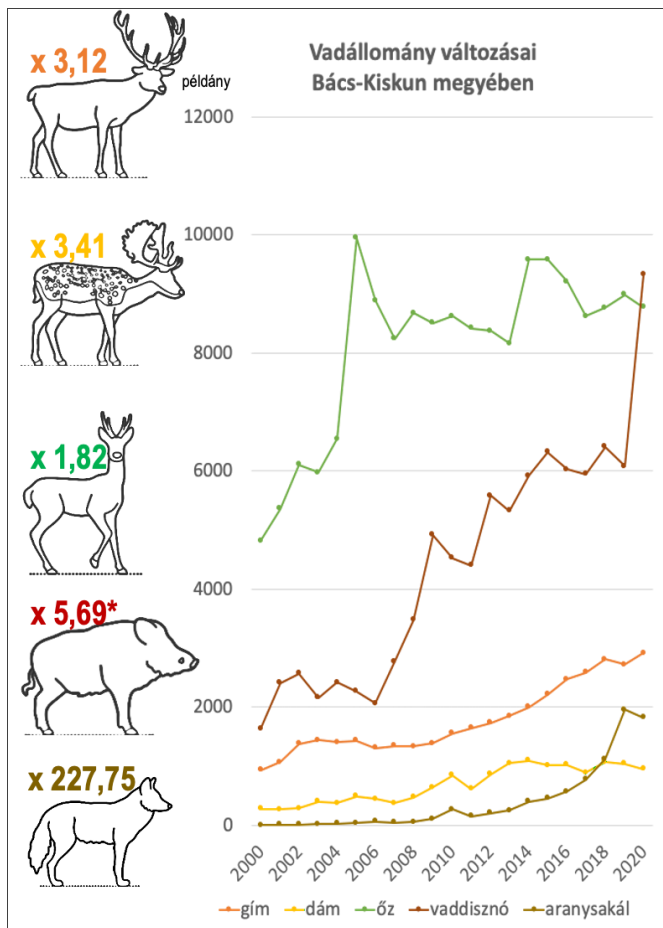 Vadállomány változásai
Bács-Kiskun megyében
x 3,12
példány
x 3,41
x 1,82
x 5,69*
x 227,75
12000
10000
8000
6000
4000
2000
0
2000 2002 2004 2006 2008 2010 2012 2014 2016 2018 2020
gím dám őz vaddisznó aranysakál